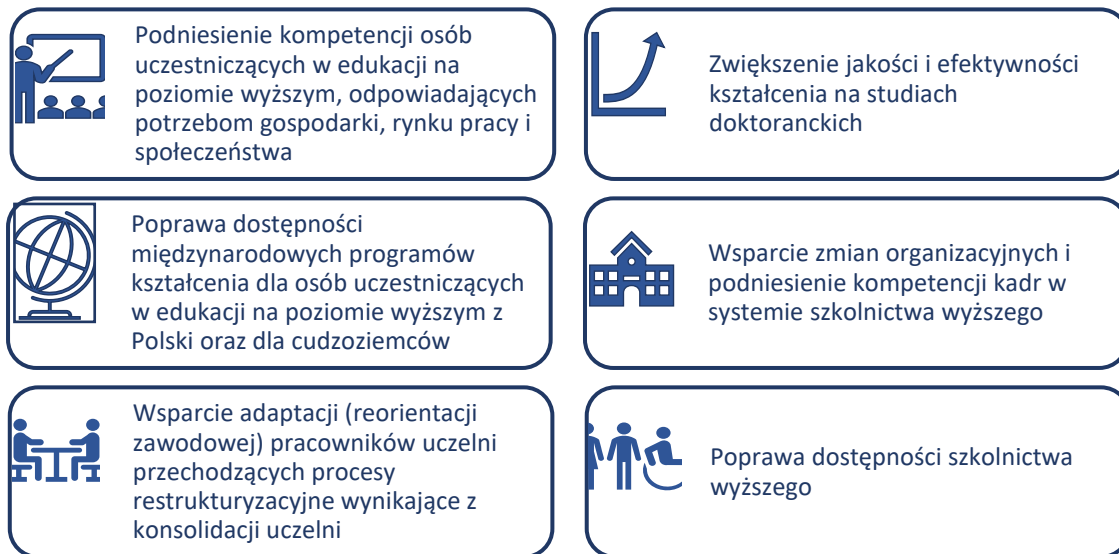 Podniesienie kompetencji osób
uczestniczących w edukacji na
poziomie wyższym, odpowiadających
potrzebom gospodarki, rynku pracy i
społeczeństwa
Zwiększenie jakości i efektywności
kształcenia na studiach
doktoranckich
Poprawa dostępności
międzynarodowych programów
kształcenia dla osób uczestniczących
w edukacji na poziomie wyższym z
Polski oraz dla cudzoziemców
Wsparcie zmian organizacyjnych i
podniesienie kompetencji kadr w
systemie szkolnictwa wyższego
Wsparcie adaptacji (reorientacji
zawodowej) pracowników uczelni
przechodzących procesy
restrukturyzacyjne wynikające z
konsolidacji uczelni
Poprawa dostępności szkolnictwa
wyższego